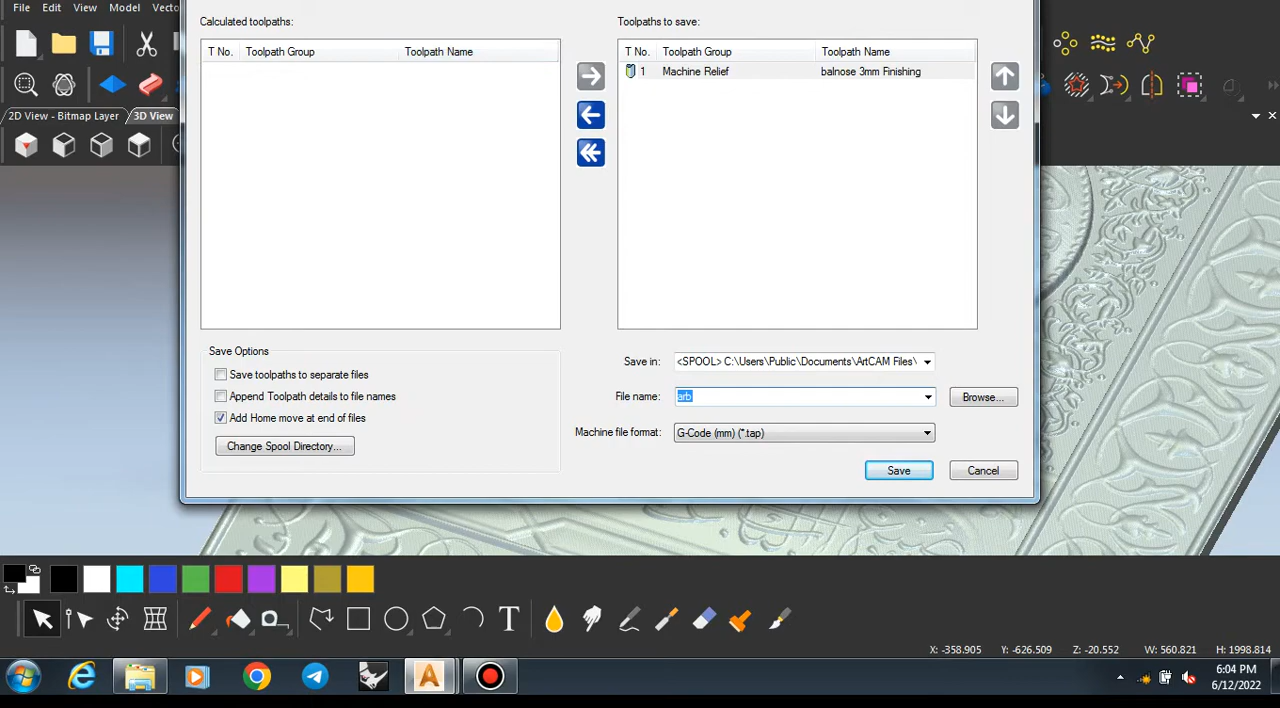 File Edit View Model Vecto
2D View - Bitmap Layer 3D View
Calculated toolpaths:
T No. Toolpath Group Toolpath Name
Toolpaths to save:
T No. Toolpath Group Toolpath Name
1 Machine Relief balnose 3mm Finishing
Save Options
Save toolpaths to separate files
Append Toolpath details to file names
Add Home move at end of files
Change Spool Directory...
Save in: <SPOOL> C:\Users\Public\Documents\ArtCAM Files\
File name: arb Browse...
Machine file format: G-Code (mm) (*.tap)
Save Cancel
X: -358.905 Y: -626.509 Z: -20.552 W: 560.821 H: 1998.814
6:04 PM
6/12/2022